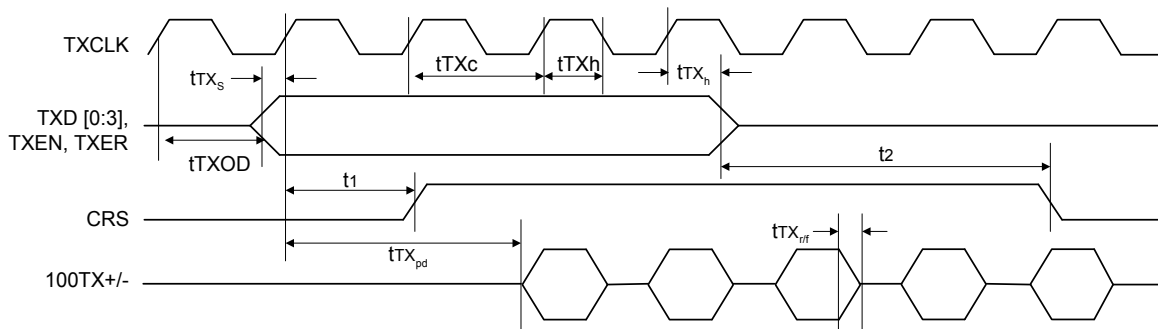 TXCLK
tTXc
tTXh
tTXh
tTXS
TXD [0:3],
TXEN, TXER
tTXOD
t2
t1
CRS
tTXr/f
tTXpd
100TX+/-